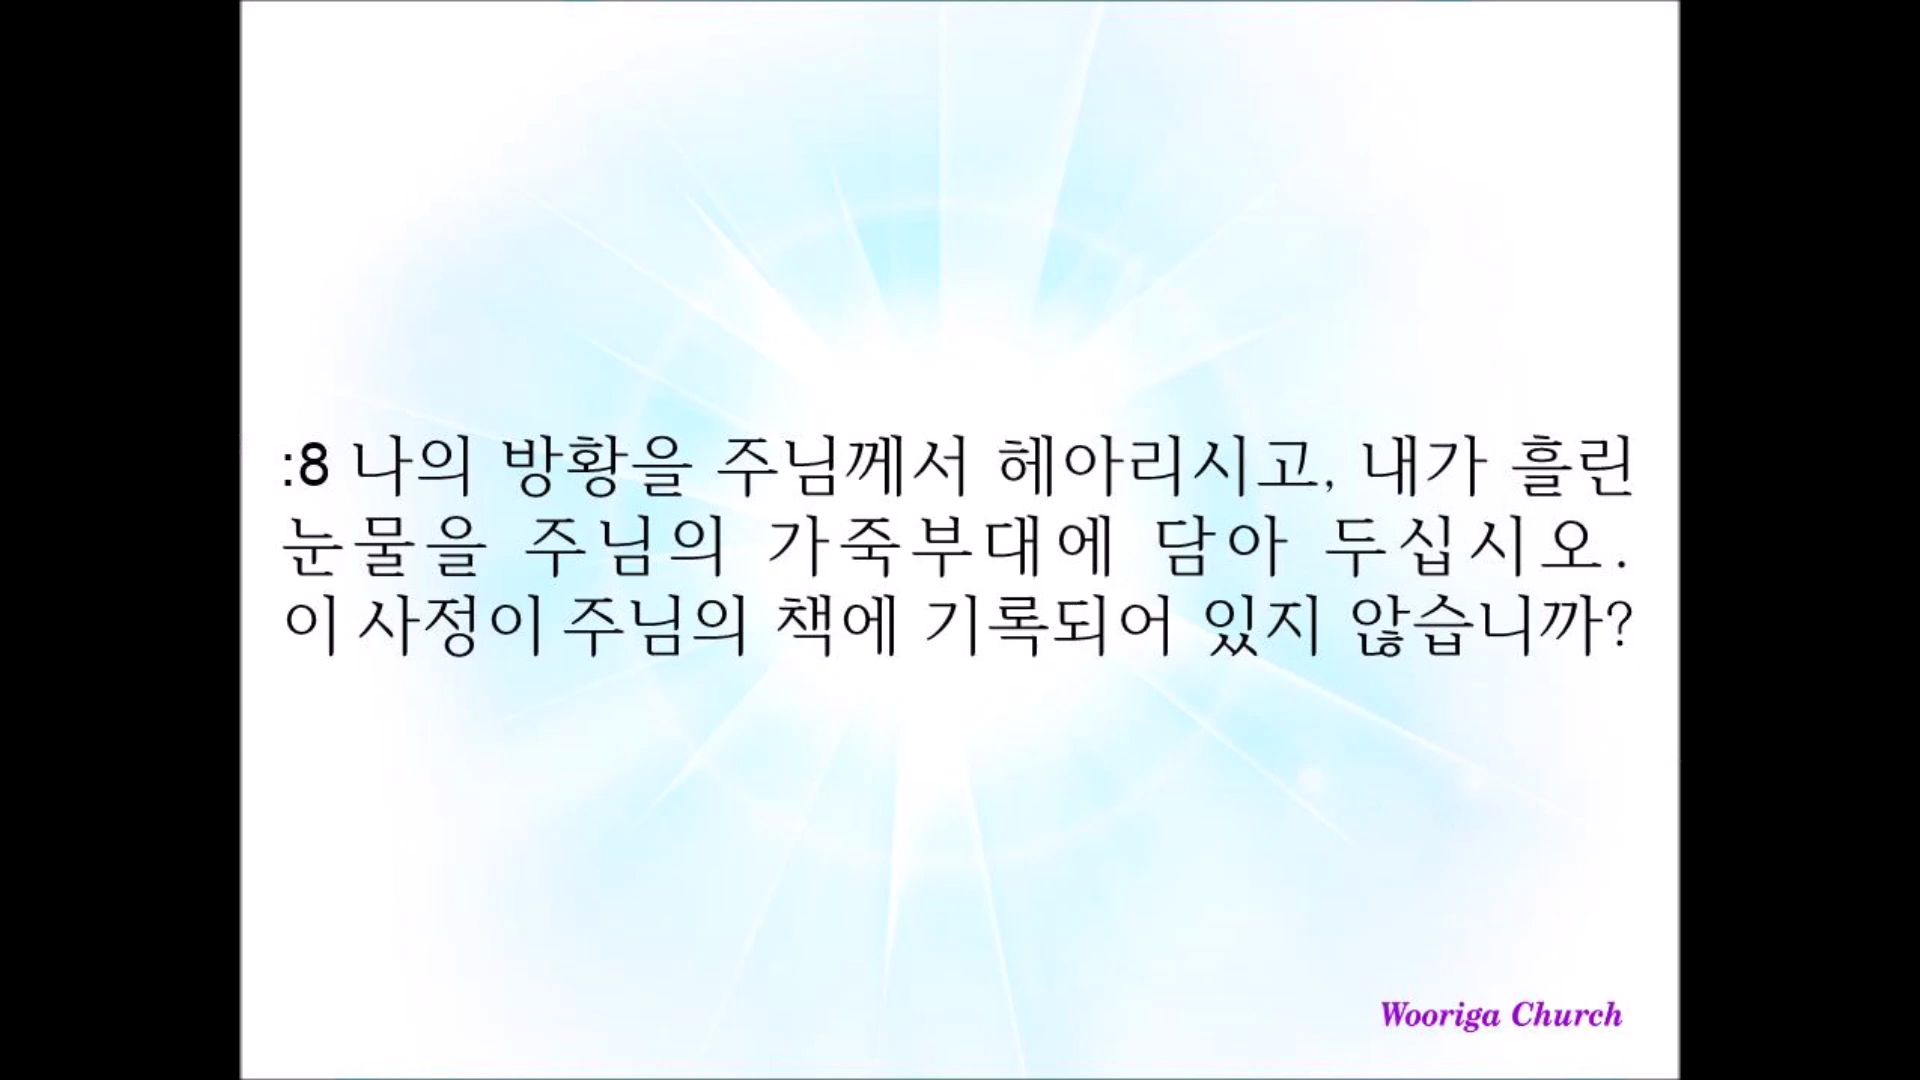 :8 나의 방황을 주님께서 헤아리시고, 내가 흘린
눈물을 주님의 가죽부대에 담아 두십시오.
이 사정이 주님의 책에 기록되어 있지 않습니까?
Wooriga Church